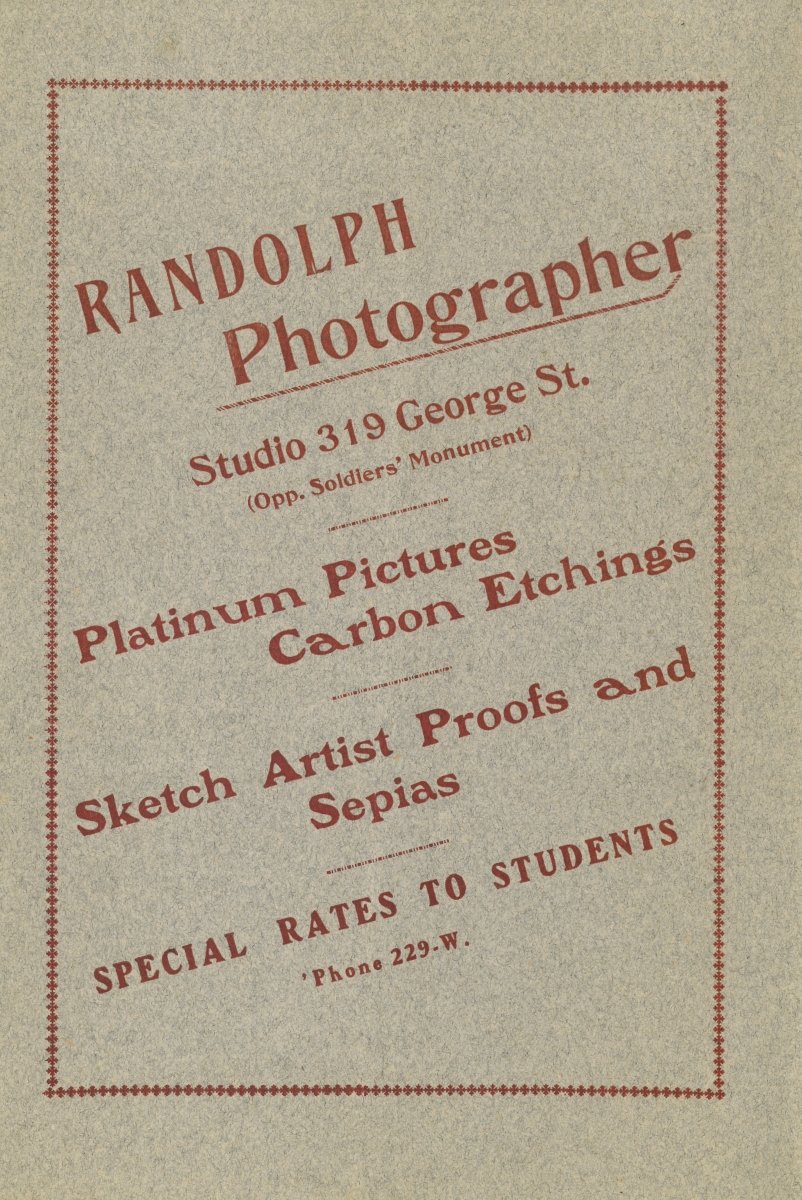 RANDOLPH
Photographer
Studio 319 George St.
(Opp. Soldiers' Monument)
Platinum Pictures
Carbon Etchings
Sketch Artist Proofs and
Sepias
SPECIAL RATES TO STUDENTS
'Phone 229-W.